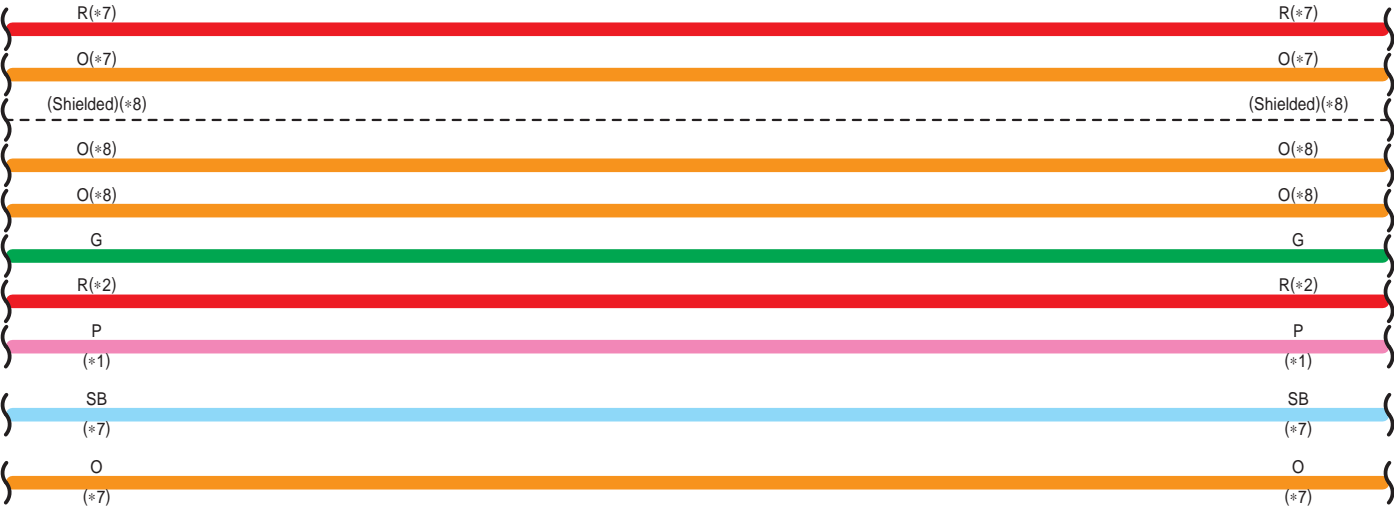 R(*7) R(*7)
O(*7) O(*7)
(Shielded)(*8) (Shielded)(*8)
O(*8) O(*8)
O(*8) O(*8)
G G
R(*2) R(*2)
P P
(*1) (*1)
SB SB
(*7) (*7)
O O
(*7) (*7)